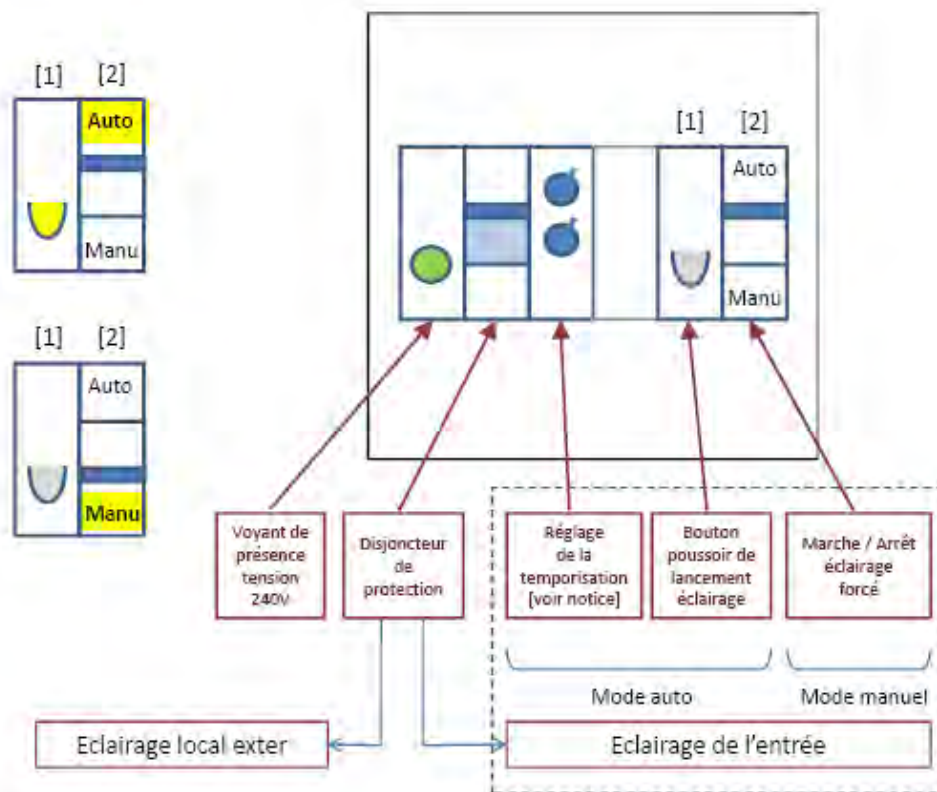 [1] [2]
Auto
Manu
[1] [2]
Auto
Manu
[1] [2]
Auto
Manu
Voyant de
présence
tension
240V
Disjoncteur
de
protection
Réglage
de la
temporisation
[voir notice]
Bouton
poussoir de
lancement
éclairage
Marche / Arrêt
éclairage
forcé
Mode auto
Mode manuel
Eclairage local exter
Eclairage de l'entrée